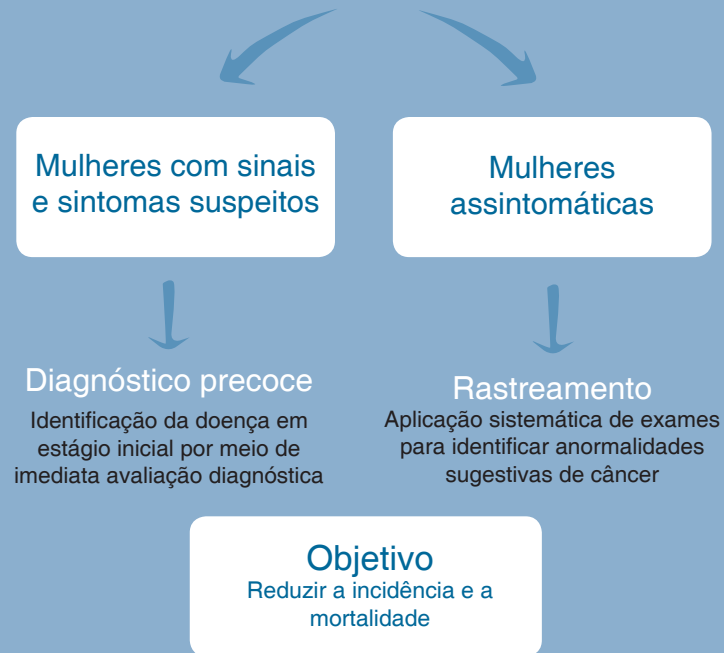 Mulheres com sinais
e sintomas suspeitos
Mulheres
assintomáticas
Diagnóstico precoce
Identificação da doença em
estágio inicial por meio de
imediata avaliação diagnóstica
Rastreamento
Aplicação sistemática de exames
para identificar anormalidades
sugestivas de câncer
Objetivo
Reduzir a incidência e a
mortalidade